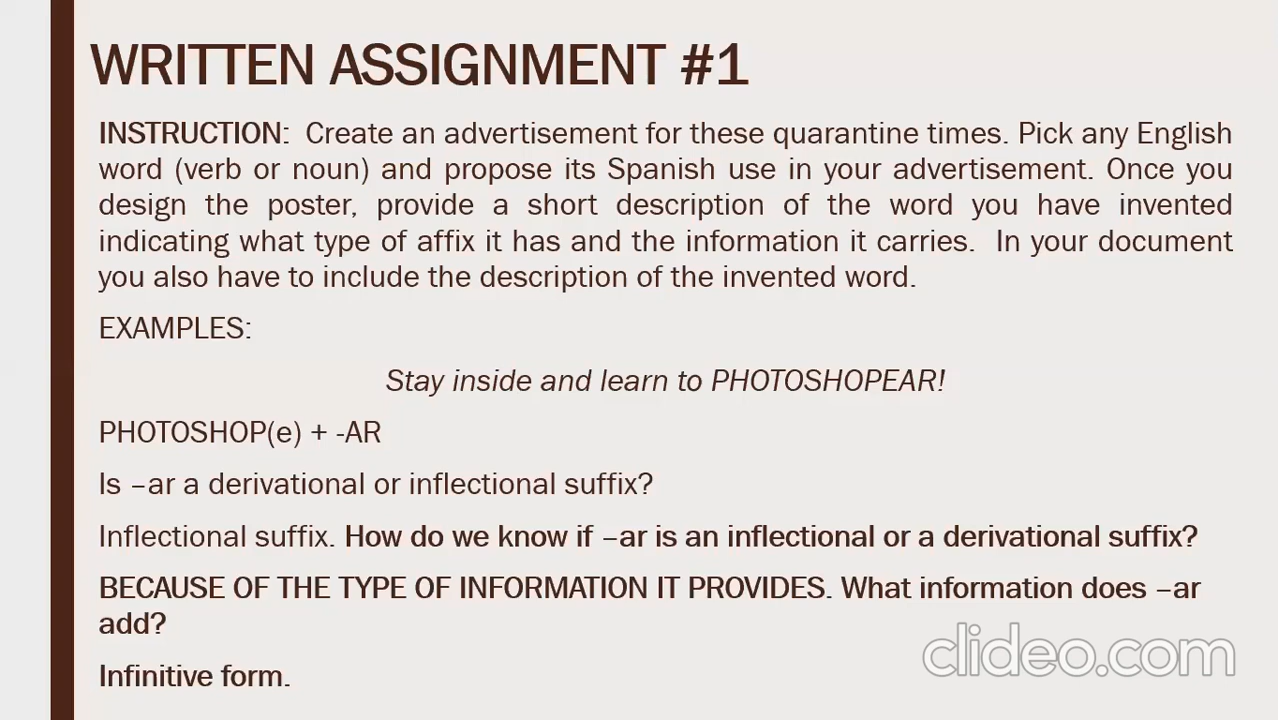 WRITTEN ASSIGNMENT #1
INSTRUCTION: Create an advertisement for these quarantine times. Pick any English
word (verb or noun) and propose its Spanish use in your advertisement. Once you
design the poster, provide a short description of the word you have invented
indicating what type of affix it has and the information it carries. In your document
you also have to include the description of the invented word.
EXAMPLES:
Stay inside and learn to PHOTOSHOPEAR!
PHOTOSHOP(e) + -AR
Is –ar a derivational or inflectional suffix?
Inflectional suffix. How do we know if –ar is an inflectional or a derivational suffix?
BECAUSE OF THE TYPE OF INFORMATION IT PROVIDES. What information does –ar
add?
Infinitive form.
clideo.com